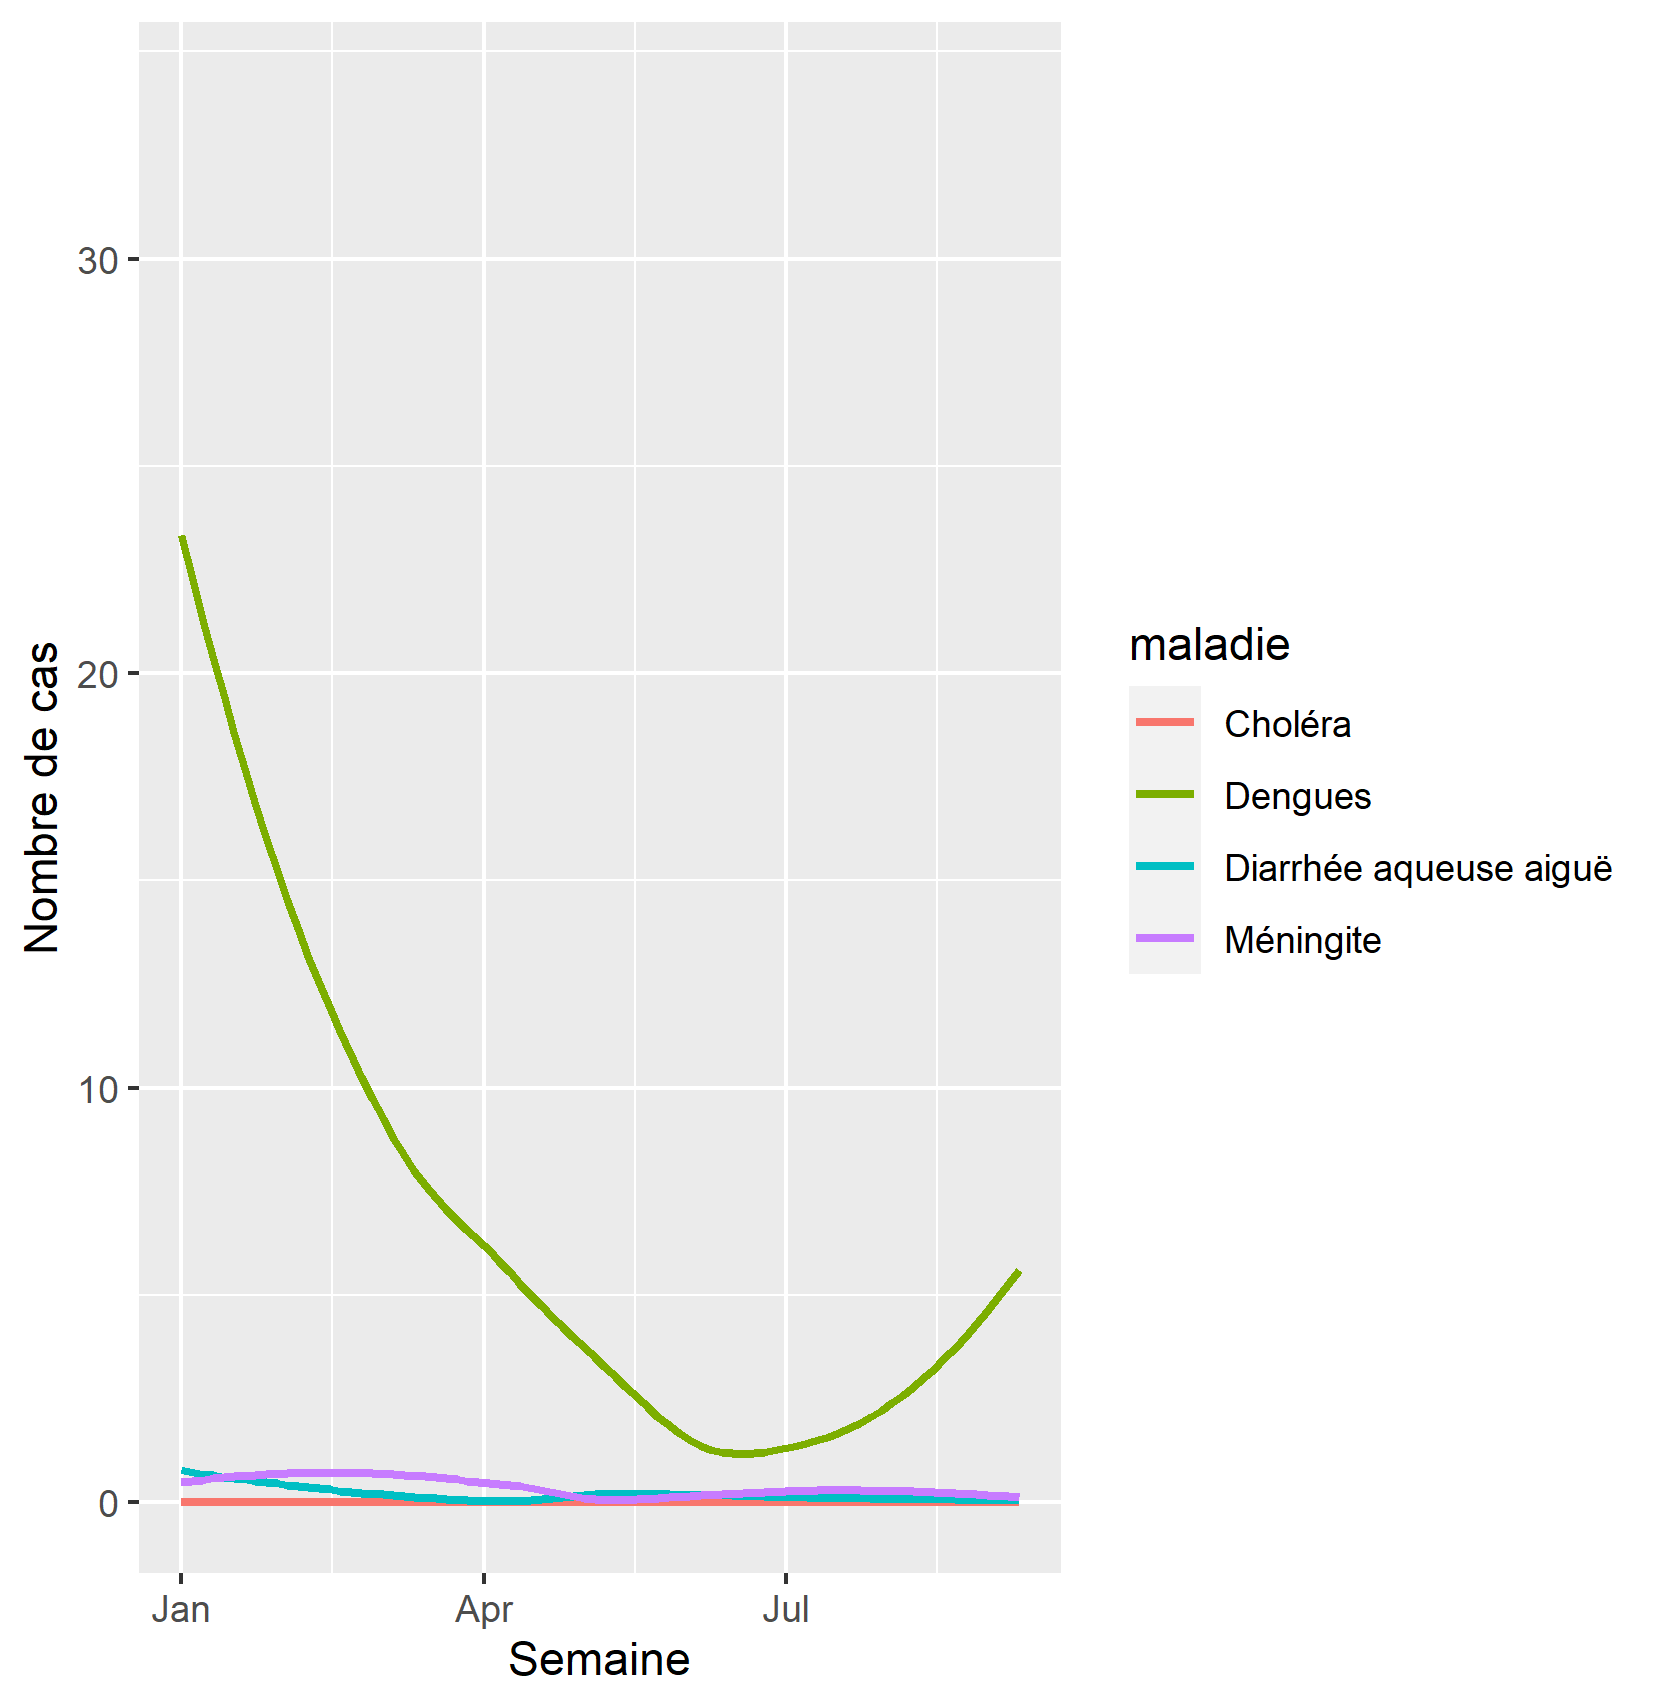 Nombre de cas
30
20
10
0
Jan Apr Jul
Semaine
maladie
Choléra
Dengues
Diarrhée aqueuse aiguë
Méningite